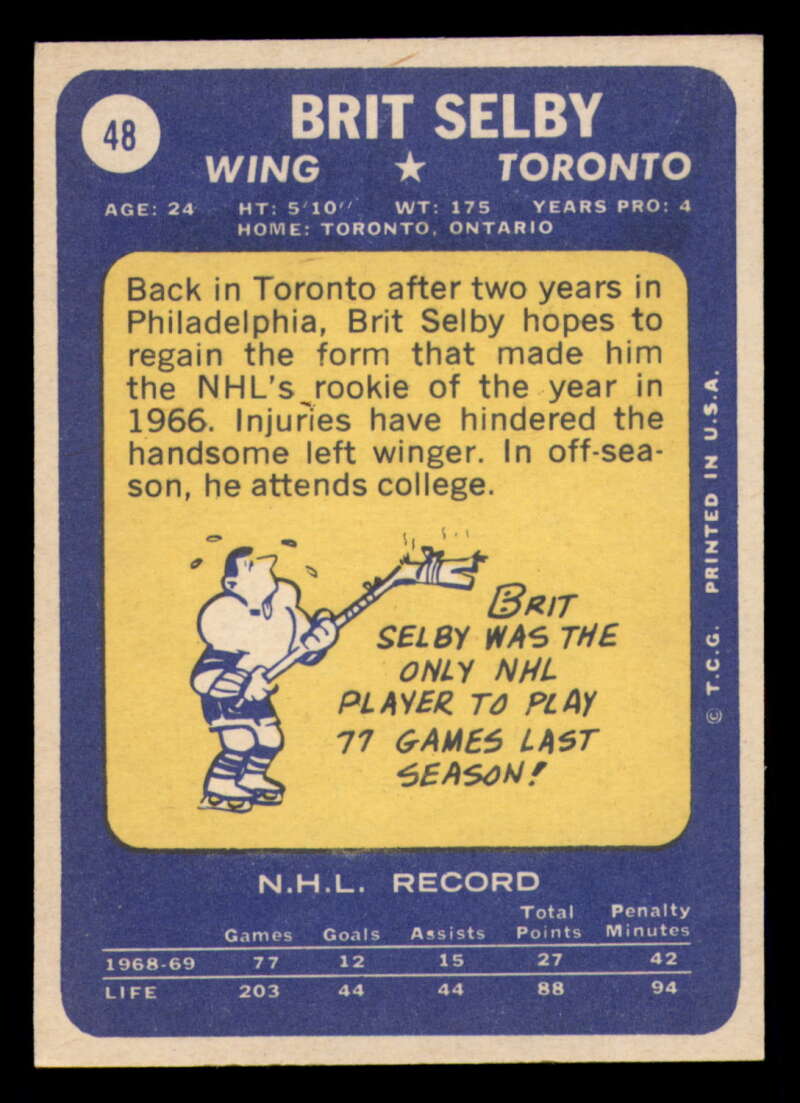 48
BRIT SELBY
WING ★ TORONTO
AGE: 24 HT: 5'10" WT: 175 YEARS PRO: 4
HOME: TORONTO, ONTARIO
Back in Toronto after two years in
Philadelphia, Brit Selby hopes to
regain the form that made him
the NHL's rookie of the year in
1966. Injuries have hindered the
handsome left winger. In off-sea-
son, he attends college.
BRIT
SELBY WAS THE
ONLY NHL
PLAYER TO PLAY
77 GAMES LAST
SEASON!
© T.C.G. PRINTED IN U.S.A.
N.H.L. RECORD
Games Goals Assists Total Points Penalty Minutes
1968-69 77 12 15 27 42
LIFE 203 44 44 88 94